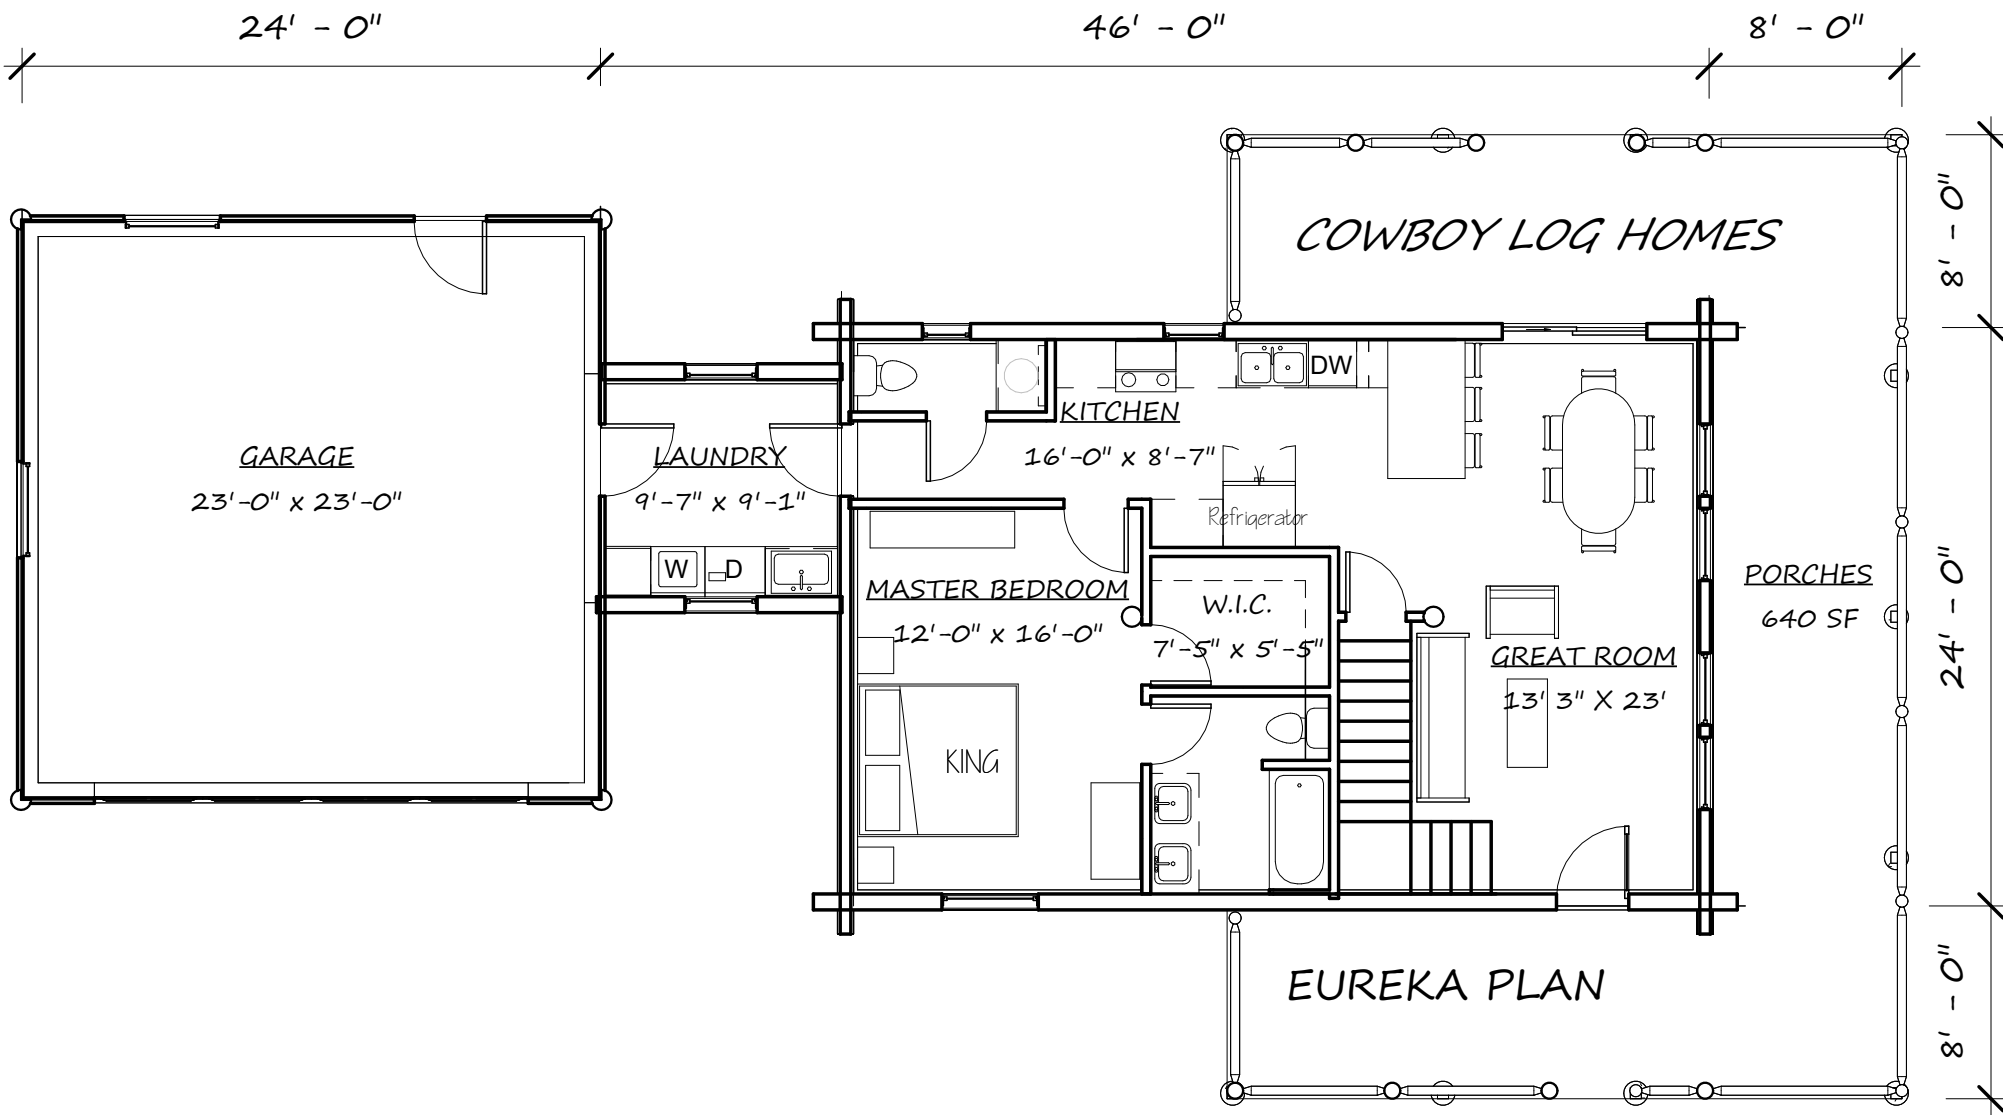 24' - 0"
46' - 0"
8' - 0"
8' - 0"
COWBOY LOG HOMES
DW
KITCHEN
16'-0" x 8'-7"
GARAGE
23'-0" x 23'-0"
LAUNDRY
9'-7" x 9'-1"
Refrigerator
W
D
MASTER BEDROOM
12'-0" x 16'-0"
W.I.C.
7'-5" x 5'-5"
PORCHES
640 SF
24' - 0"
GREAT ROOM
13' 3" X 23'
KING
EUREKA PLAN
8' - 0"